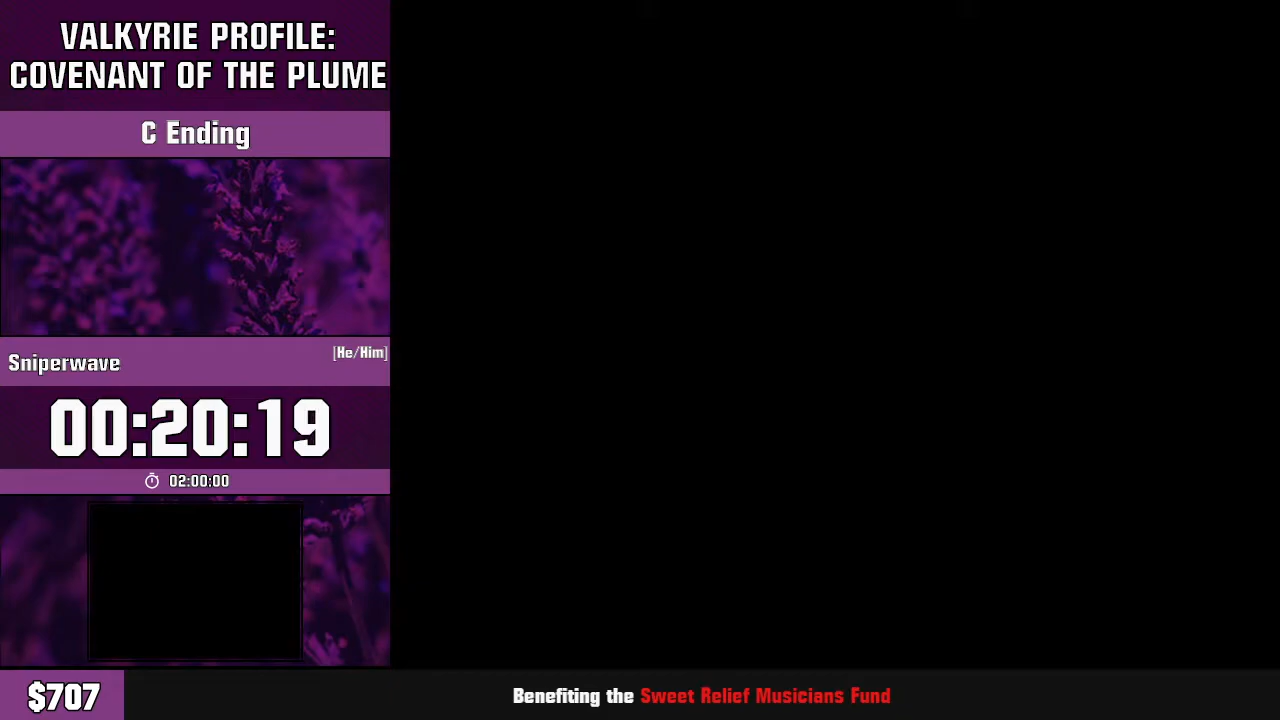 VALKYRIE PROFILE:
COVENANT OF THE PLUME
C Ending
Sniperwave
[He/Him]
00:20:19
02:00:00
$707
Benefiting the Sweet Relief Musicians Fund